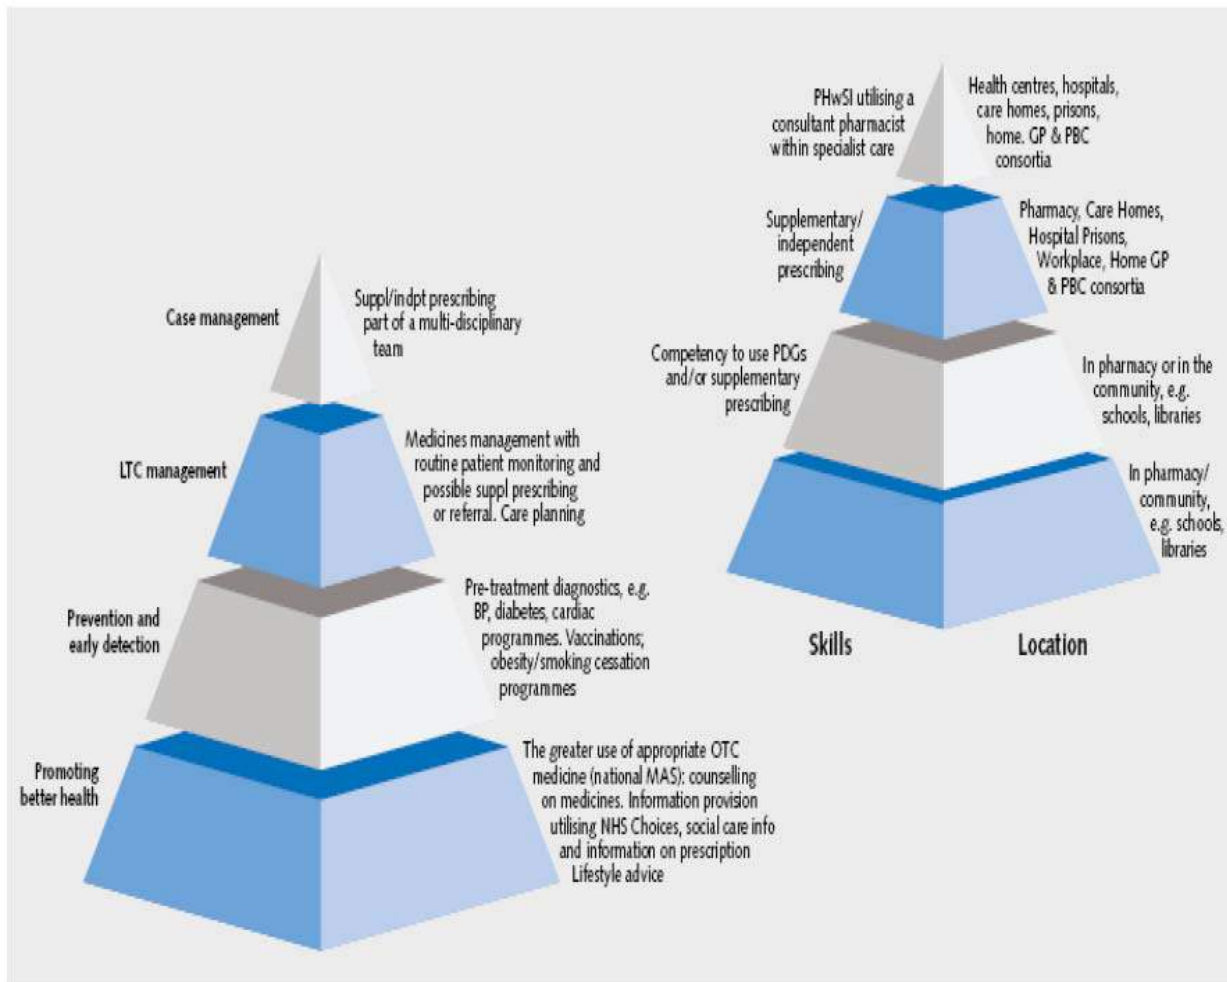 Case management
Suppl/indpt prescribing
part of a multi-disciplinary
team
LTC management
Medicines management with
routine patient monitoring and
possible suppl prescribing
or referral. Care planning
Prevention and
early detection
Pre-treatment diagnostics, e.g.
BP, diabetes, cardiac
programmes. Vaccinations;
obesity/smoking cessation
programmes
Promoting
better health
The greater use of appropriate OTC
medicine (national MAS): counselling
on medicines. Information provision
utilising NHS Choices, social care info
and information on prescription
Lifestyle advice
PHwSI utilising a
consultant pharmacist
within specialist care
Health centres, hospitals,
care homes, prisons,
home. GP & PBC
consortia
Supplementary/
independent
prescribing
Pharmacy, Care Homes,
Hospital Prisons,
Workplace, Home GP
& PBC consortia
Competency to use PDGs
and/or supplementary
prescribing
In pharmacy or in the
community, e.g.
schools, libraries
In pharmacy/
community,
e.g. schools,
libraries
Skills
Location